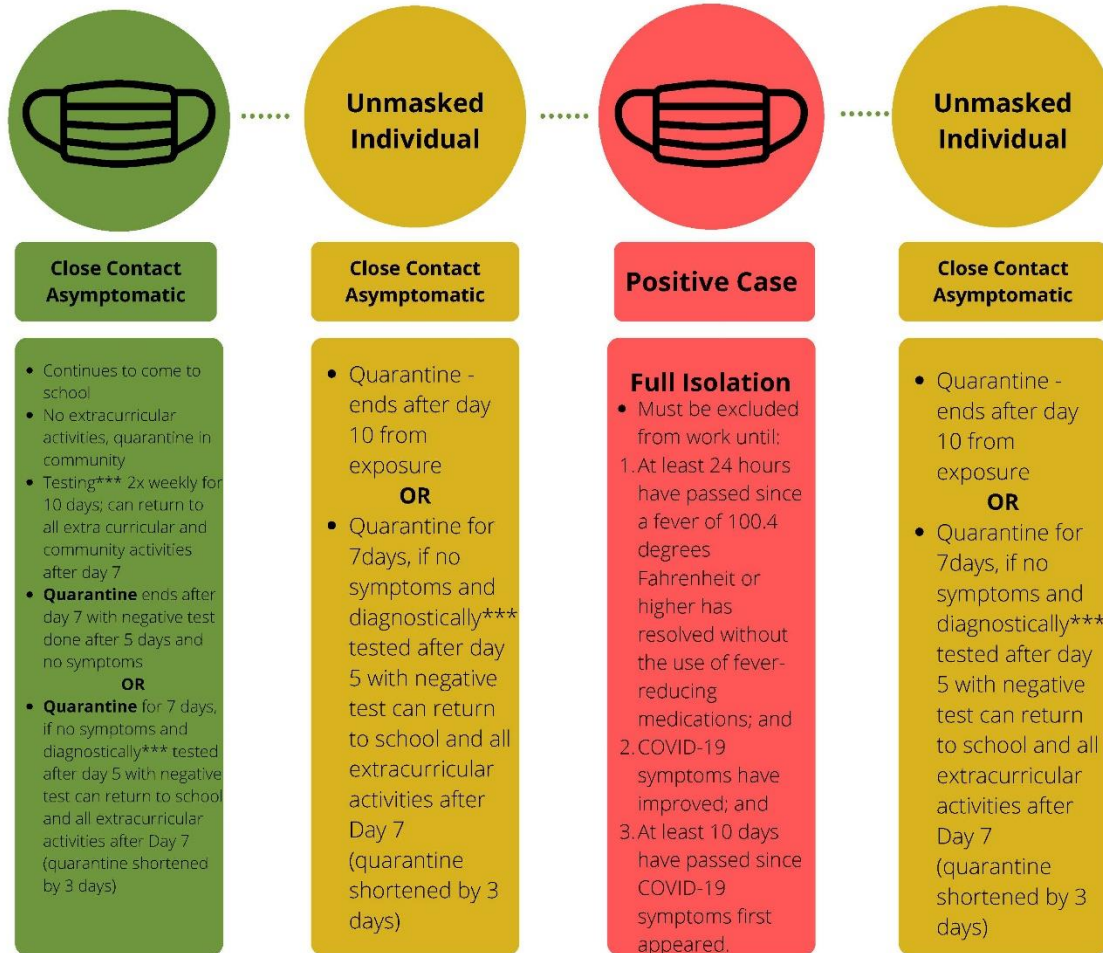 Unmasked
Individual
Unmasked
Individual
Close Contact
Asymptomatic
Close Contact
Asymptomatic
Positive Case
Close Contact
Asymptomatic
• Continues to come to
school
• No extracurricular
activities, quarantine in
community
• Testing*** 2x weekly for
10 days; can return to
all extra curricular and
community activities
after day 7
• Quarantine ends after
day 7 with negative test
done after 5 days and
no symptoms
OR
• Quarantine for 7 days,
if no symptoms and
diagnostically*** tested
after day 5 with negative
test can return to school
and all extracurricular
activities after Day 7
(quarantine shortened
by 3 days)
• Quarantine -
ends after day
10 from
exposure
OR
• Quarantine for
7days, if no
symptoms and
diagnostically***
tested after day
5 with negative
test can return
to school and all
extracurricular
activities after
Day 7
(quarantine
shortened by 3
days)
Full Isolation
• Must be excluded
from work until:
1. At least 24 hours
have passed since
a fever of 100.4
degrees
Fahrenheit or
higher has
resolved without
the use of fever-
reducing
medications; and
2. COVID-19
symptoms have
improved; and
3. At least 10 days
have passed since
COVID-19
symptoms first
appeared.
• Quarantine -
ends after day
10 from
exposure
OR
• Quarantine for
7days, if no
symptoms and
diagnostically***
tested after day
5 with negative
test can return
to school and all
extracurricular
activities after
Day 7
(quarantine
shortened by 3
days)